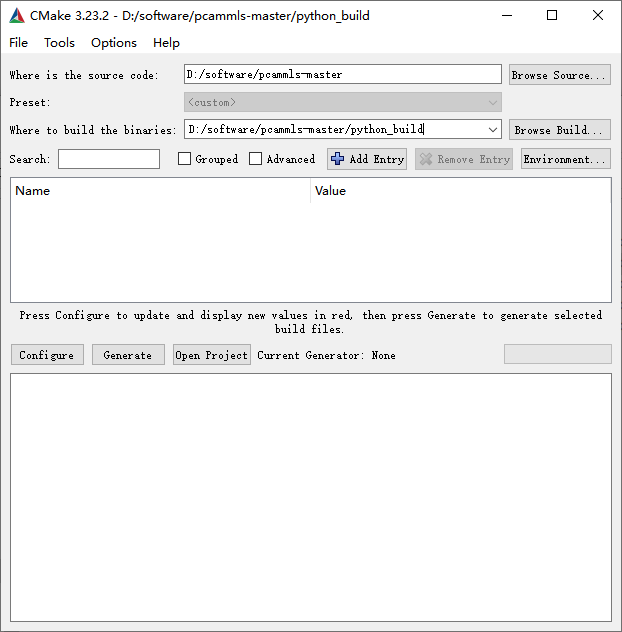 CMake 3.23.2 - D:/software/pcammls-master/python_build
File Tools Options Help
Where is the source code: D:/software/pcammls-master Browse Source...
Preset: <custom>
Where to build the binaries: D:/software/pcammls-master/python_build Browse Build...
Search: Grouped Advanced Add Entry Remove Entry Environment...
Name Value
Press Configure to update and display new values in red, then press Generate to generate selected
build files.
Configure Generate Open Project Current Generator: None